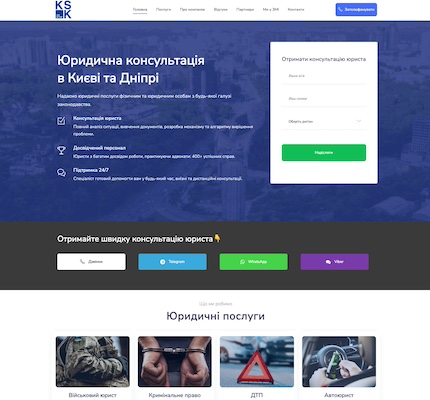 KS
K
Головна Послуги Про компанію Відгуки Партнери Ми у ЗМІ Контакти Зателефонувати
Юридична консультація
в Києві та Дніпрі
Надаємо юридичні послуги фізичним та юридичним особам з будь-якої галузі
законодавства.
Консультація юриста
Повний аналіз ситуації, вивчення документів, розробка механізму та алгоритму вирішення
проблеми.
Досвідчений персонал
Юристи з багатим досвідом роботи, практикуючі адвокати: 400+ успішних справ.
Підтримка 24/7
Спеціаліст готовий допомогти вам у будь-який час, виїзні та дистанційні консультації.
Отримати консультацію юриста
Ваше ім'я
Ваш номер
Оберіть регіон
Надіслати
Отримайте швидку консультацію юриста👇
Дзвінок Telegram WhatsApp Viber
Що ми робимо
Юридичні послуги
Військовий юрист Кримінальне право ДТП Автоюрист